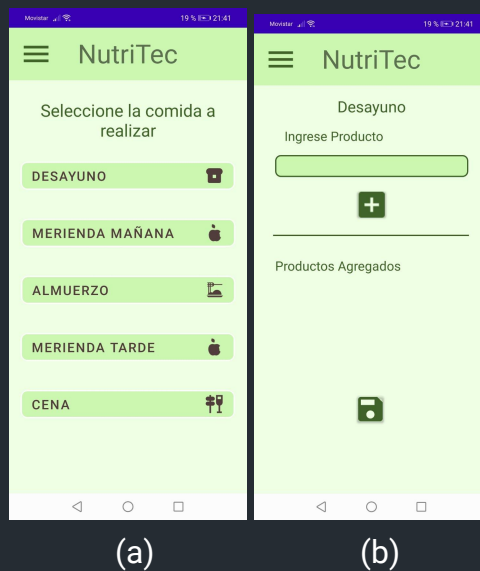 Movistar 19 % 21:41
NutriTec
Seleccione la comida a
realizar
DESAYUNO
MERIENDA MAÑANA
ALMUERZO
MERIENDA TARDE
CENA
(a)
Movistar 19 % 21:41
NutriTec
Desayuno
Ingrese Producto
Productos Agregados
(b)